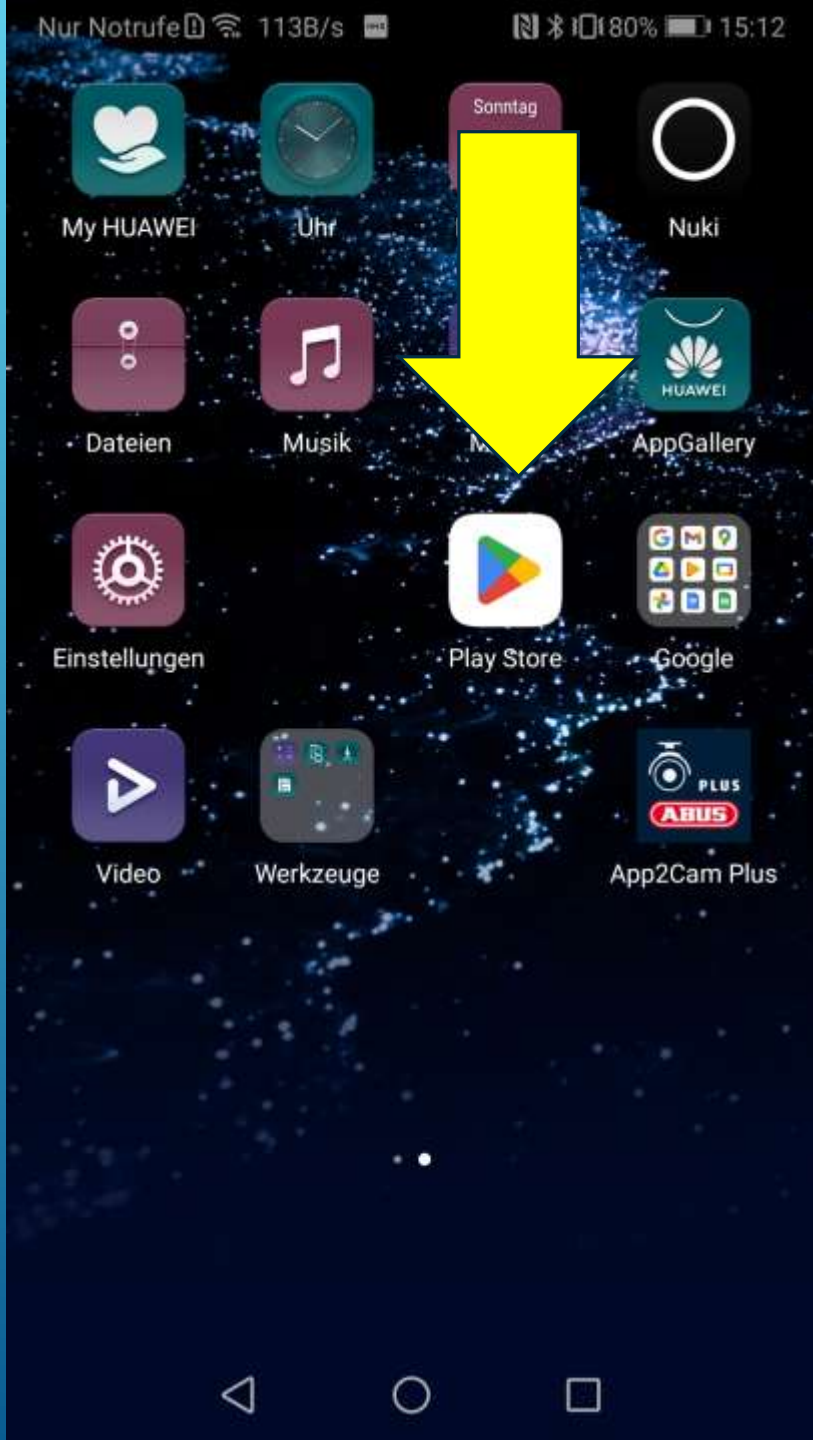 Nur Notrufe 113B/s 80% 15:12
Sonntag
My HUAWEI Uhr Nuki
HUAWEI
Dateien Musik AppGallery
Einstellungen Play Store Google
PLUS
ABUS
Video Werkzeuge App2Cam Plus